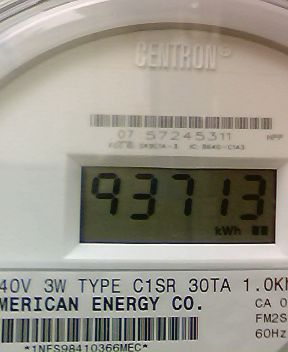 CENTRON®
07 57245311
93713
kWh
40V 3W TYPE C1SR 30TA 1.0K
MERICAN ENERGY CO.
CA 0
FM2S
60Hz
*1NFS98410366MEC*